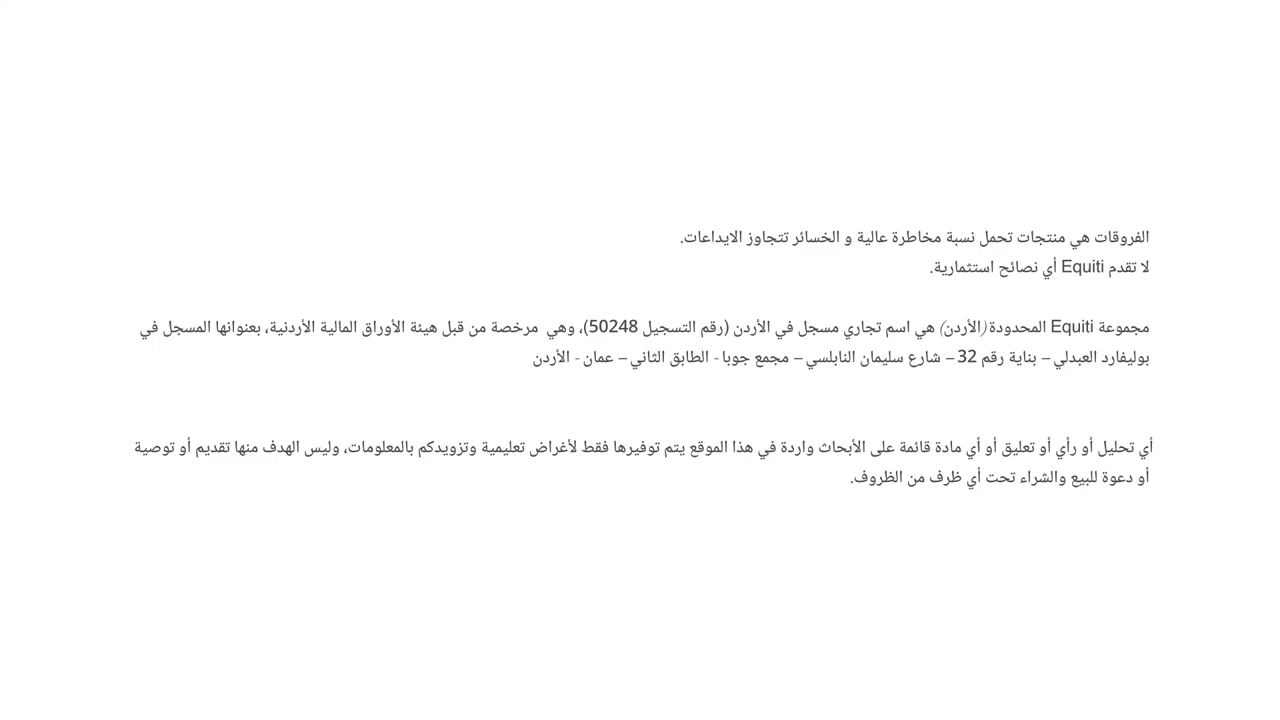 الفروقات هي منتجات تحمل نسبة مخاطرة عالية و الخسائر تتجاوز الايداعات.
لا تقدم Equiti أي نصائح استثمارية.
مجموعة Equiti المحدودة (الأردن) هي اسم تجاري مسجل في الأردن (رقم التسجيل 50248)، وهي مرخصة من قبل هيئة الأوراق المالية الأردنية، بعنوانها المسجل في
بوليفارد العبدلي – بناية رقم 32 – شارع سليمان النابلسي – مجمع جوبا - الطابق الثاني – عمان - الأردن
أي تحليل أو رأي أو تعليق أو أي مادة قائمة على الأبحاث واردة في هذا الموقع يتم توفيرها فقط لأغراض تعليمية وتزويدكم بالمعلومات، وليس الهدف منها تقديم أو توصية
أو دعوة للبيع والشراء تحت أي ظرف من الظروف.